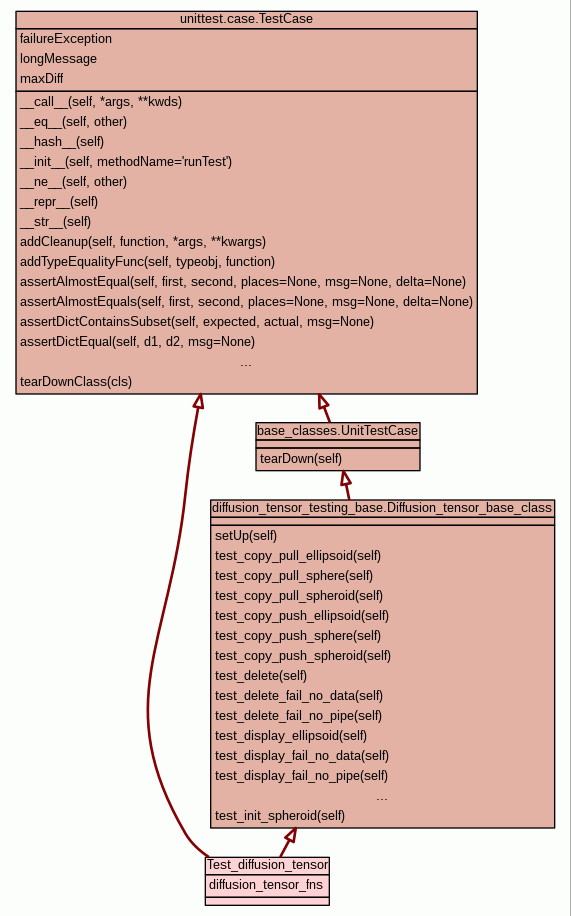 unittest.case.TestCase
failureException
longMessage
maxDiff
__call__(self, *args, **kwds)
__eq__(self, other)
__hash__(self)
__init__(self, methodName='runTest')
__ne__(self, other)
__repr__(self)
__str__(self)
addCleanup(self, function, *args, **kwargs)
addTypeEqualityFunc(self, typeobj, function)
assertAlmostEqual(self, first, second, places=None, msg=None, delta=None)
assertAlmostEquals(self, first, second, places=None, msg=None, delta=None)
assertDictContainsSubset(self, expected, actual, msg=None)
assertDictEqual(self, d1, d2, msg=None)
...
tearDownClass(cls)
base_classes.UnitTestCase
tearDown(self)
diffusion_tensor_testing_base.Diffusion_tensor_base_class
setUp(self)
test_copy_pull_ellipsoid(self)
test_copy_pull_sphere(self)
test_copy_pull_spheroid(self)
test_copy_push_ellipsoid(self)
test_copy_push_sphere(self)
test_copy_push_spheroid(self)
test_delete(self)
test_delete_fail_no_data(self)
test_delete_fail_no_pipe(self)
test_display_ellipsoid(self)
test_display_fail_no_data(self)
test_display_fail_no_pipe(self)
...
test_init_spheroid(self)
Test_diffusion_tensor
diffusion_tensor_fns